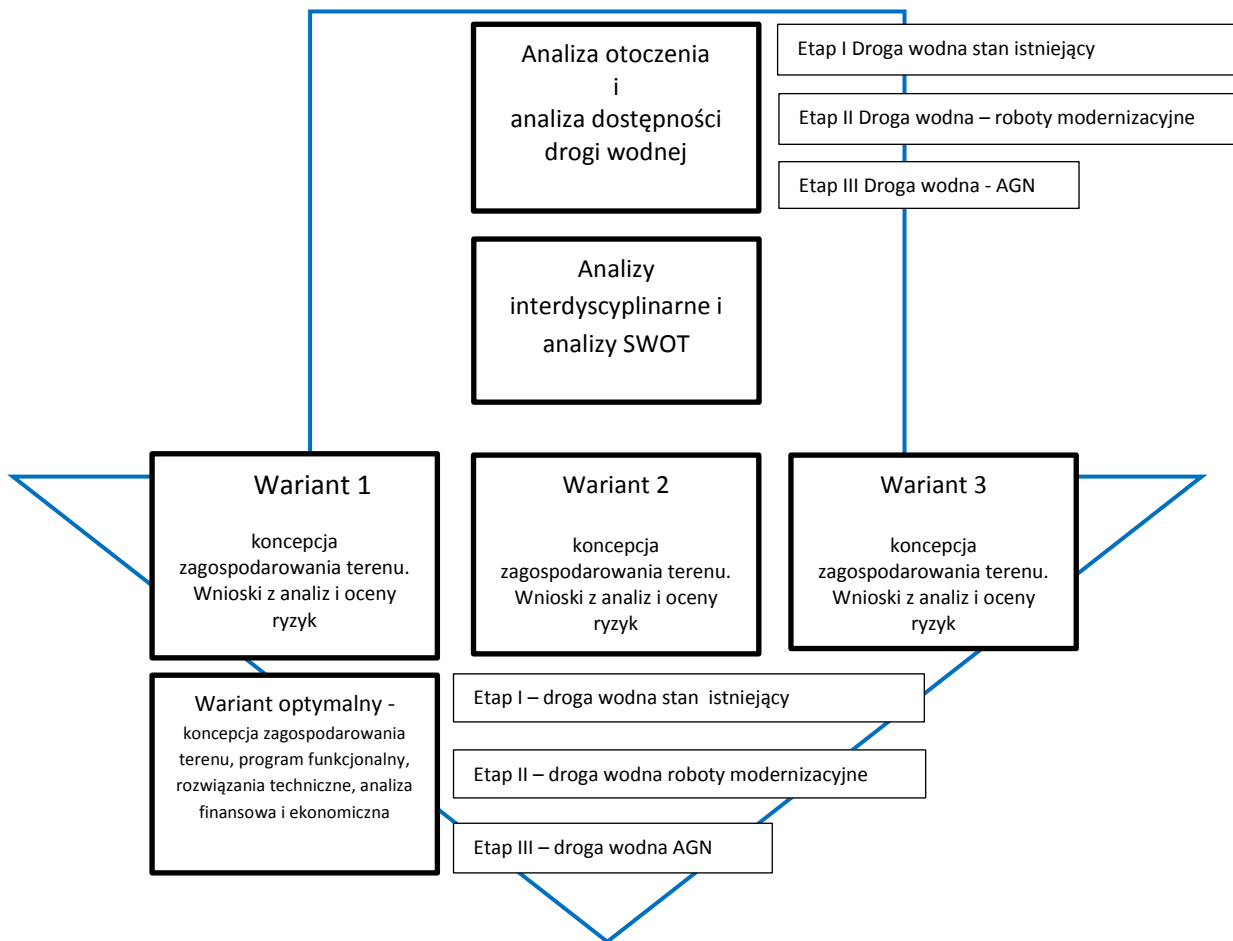 Analiza otoczenia
i
analiza dostępności
drogi wodnej
Etap I Droga wodna stan istniejący
Etap II Droga wodna – roboty modernizacyjne
Etap III Droga wodna - AGN
Analizy
interdyscyplinarne i
analizy SWOT
Wariant 1
koncepcja
zagospodarowania terenu.
Wnioski z analiz i oceny
ryzyk
Wariant 2
koncepcja
zagospodarowania terenu.
Wnioski z analiz i oceny
ryzyk
Wariant 3
koncepcja
zagospodarowania terenu.
Wnioski z analiz i oceny
ryzyk
Wariant optymalny -
koncepcja zagospodarowania
terenu, program funkcjonalny,
rozwiązania techniczne, analiza
finansowa i ekonomiczna
Etap I – droga wodna stan istniejący
Etap II – droga wodna roboty modernizacyjne
Etap III – droga wodna AGN